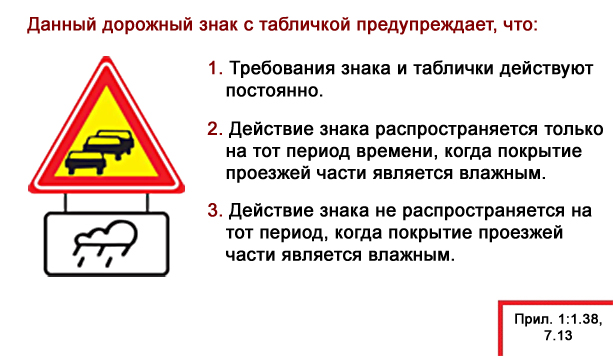 Данный дорожный знак с табличкой предупреждает, что:
1. Требования знака и таблички действуют
постоянно.
2. Действие знака распространяется только
на тот период времени, когда покрытие
проезжей части является влажным.
3. Действие знака не распространяется на
тот период, когда покрытие проезжей
части является влажным.
Прил. 1:1.38,
7.13